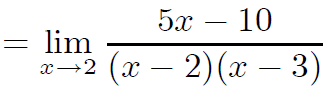 = lim x→2 (5x − 10) / ((x − 2)(x − 3))